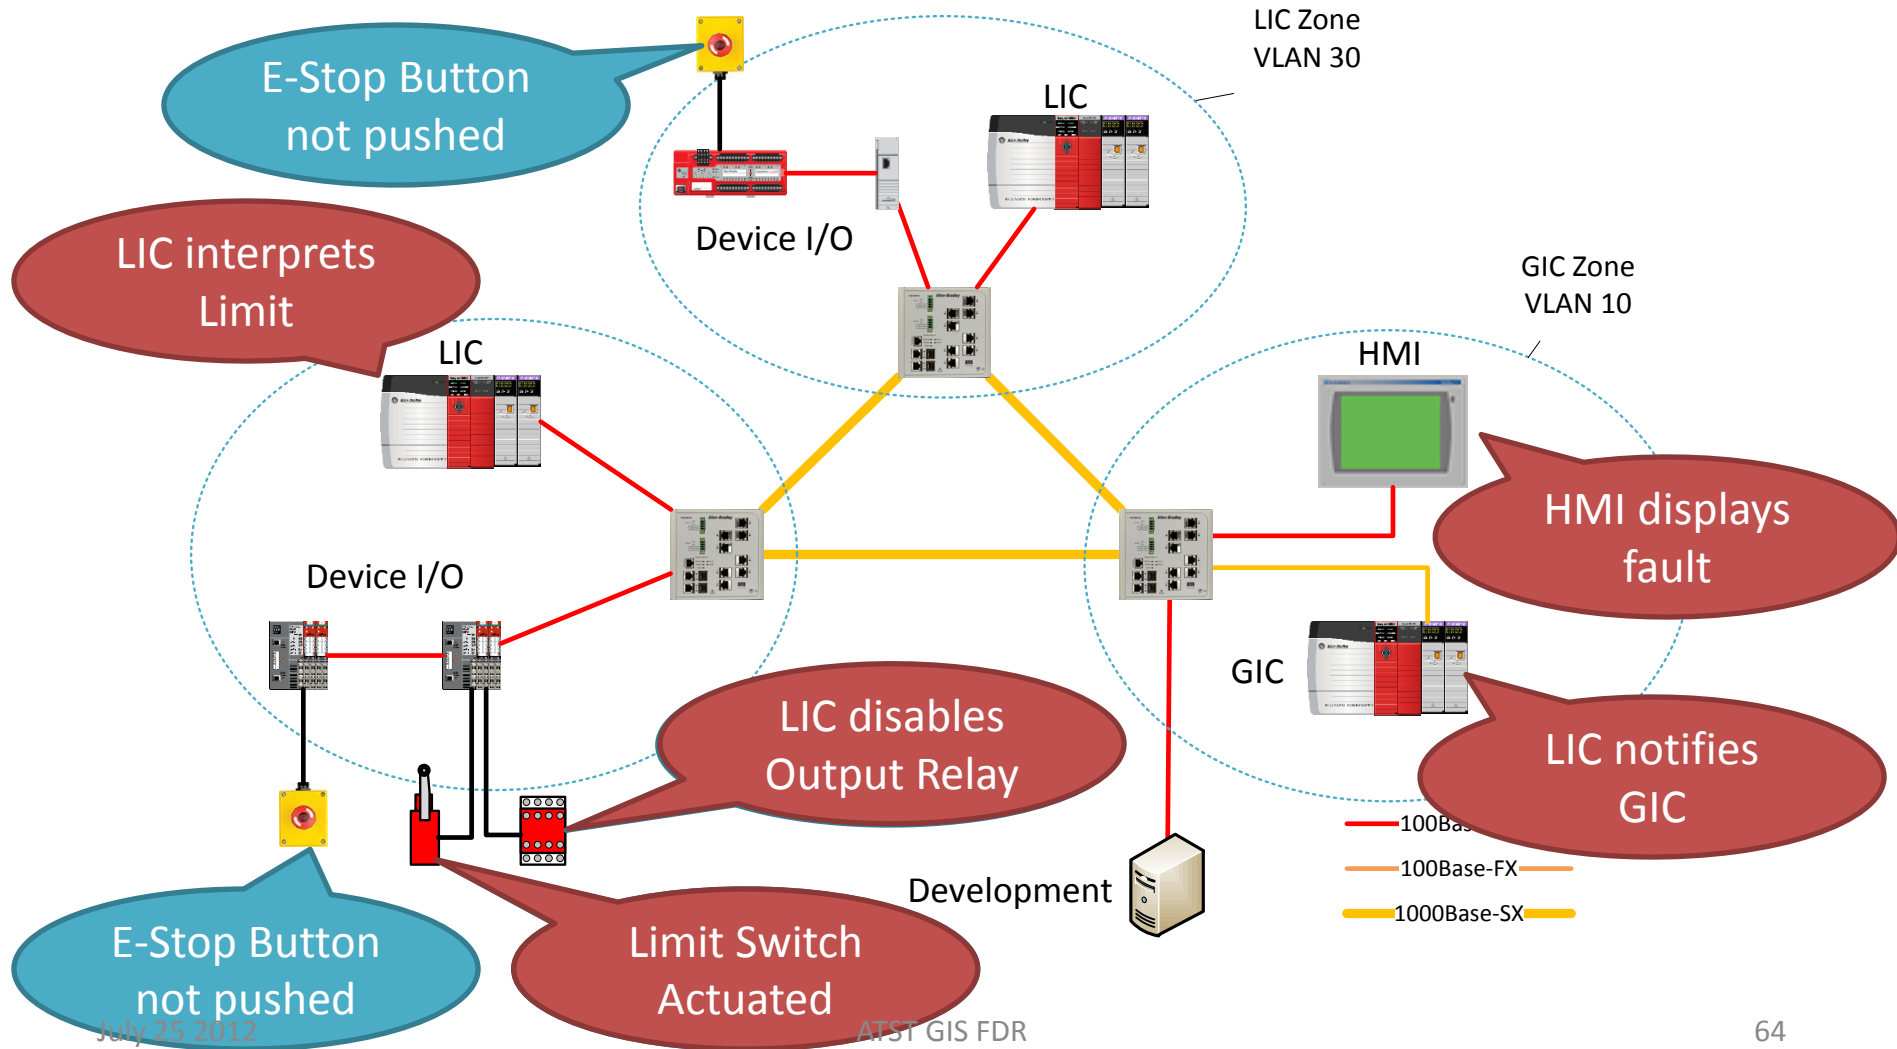 LIC Zone
VLAN 30
E-Stop Button
not pushed
LIC
Device I/O
LIC interprets
Limit
GIC Zone
VLAN 10
LIC
HMI
HMI displays
fault
Device I/O
GIC
LIC disables
Output Relay
LIC notifies
GIC
100Bas
100Base-FX
1000Base-SX
Development
E-Stop Button
not pushed
Limit Switch
Actuated
July 25 2012
ATST GIS FDR
64